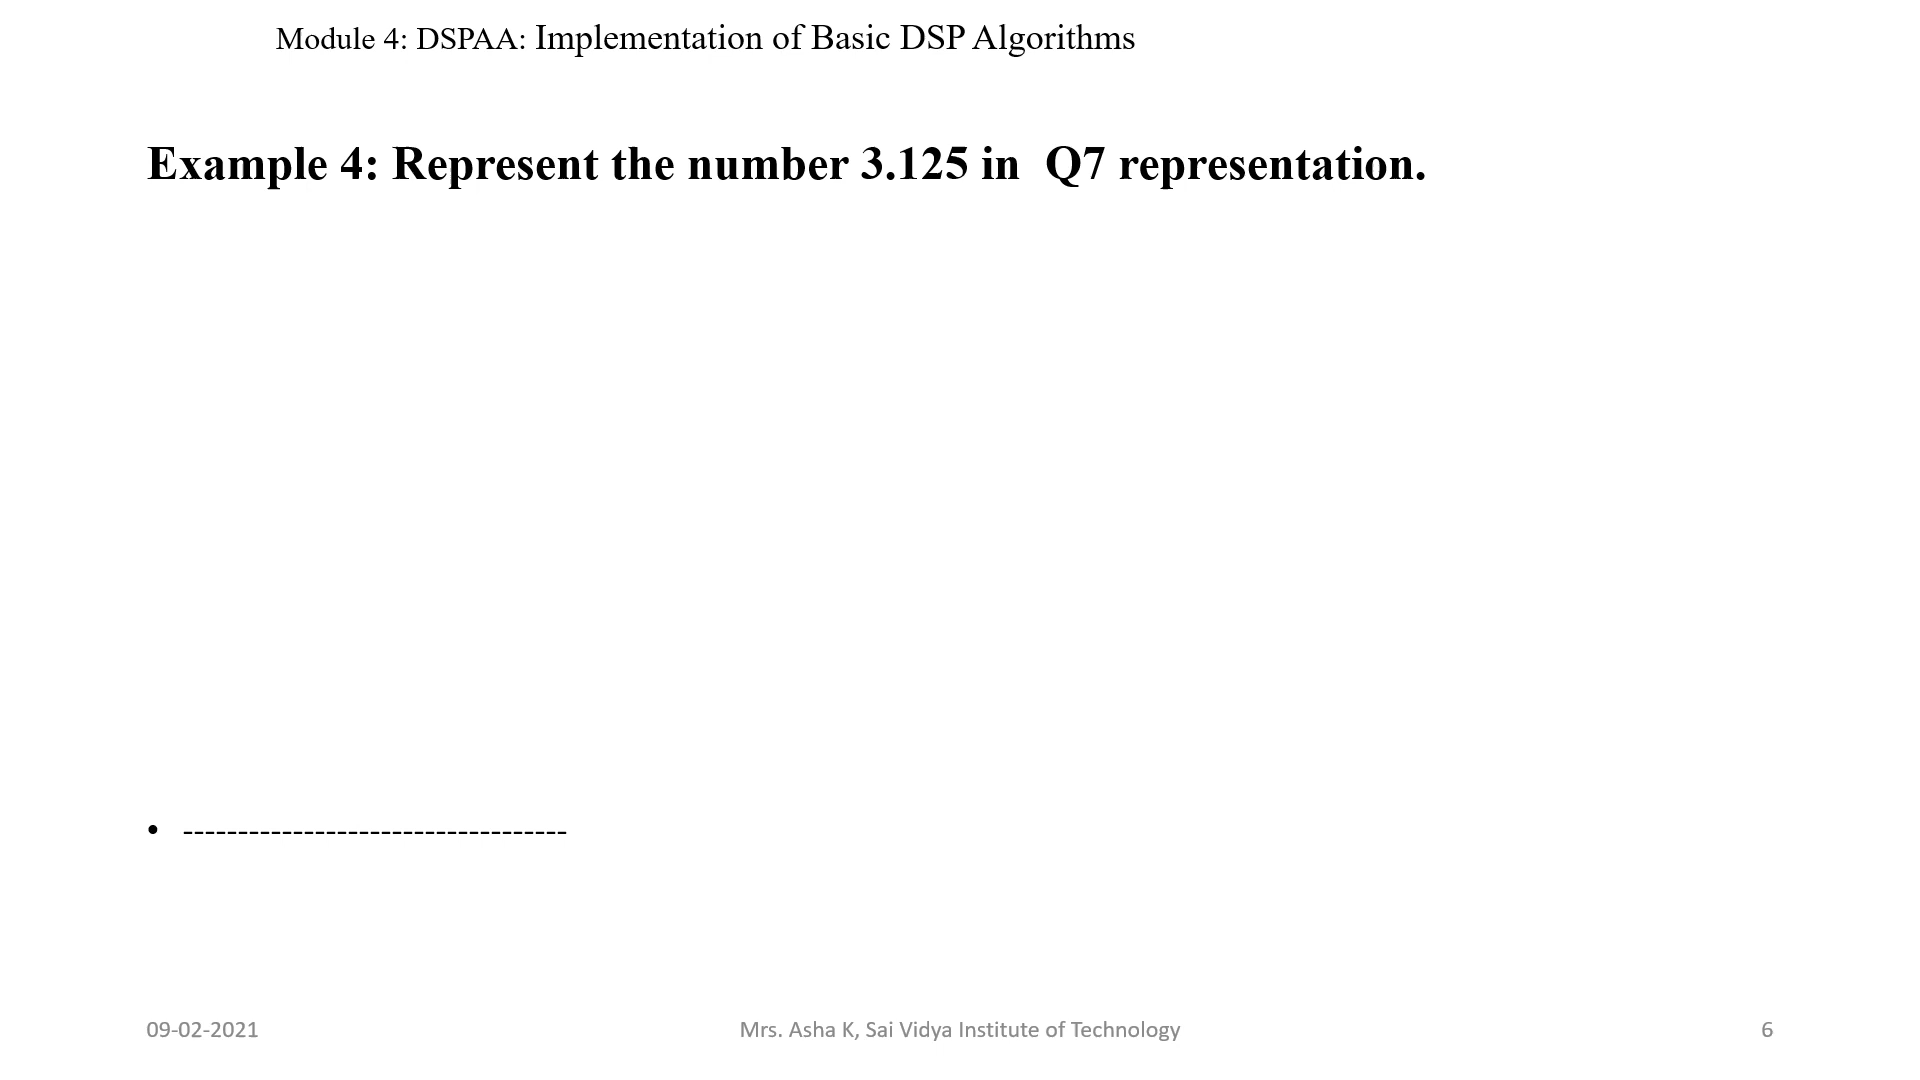 Module 4: DSPAA: Implementation of Basic DSP Algorithms
Example 4: Represent the number 3.125 in  Q7 representation.
• -----------------------------------
09-02-2021
Mrs. Asha K, Sai Vidya Institute of Technology
6